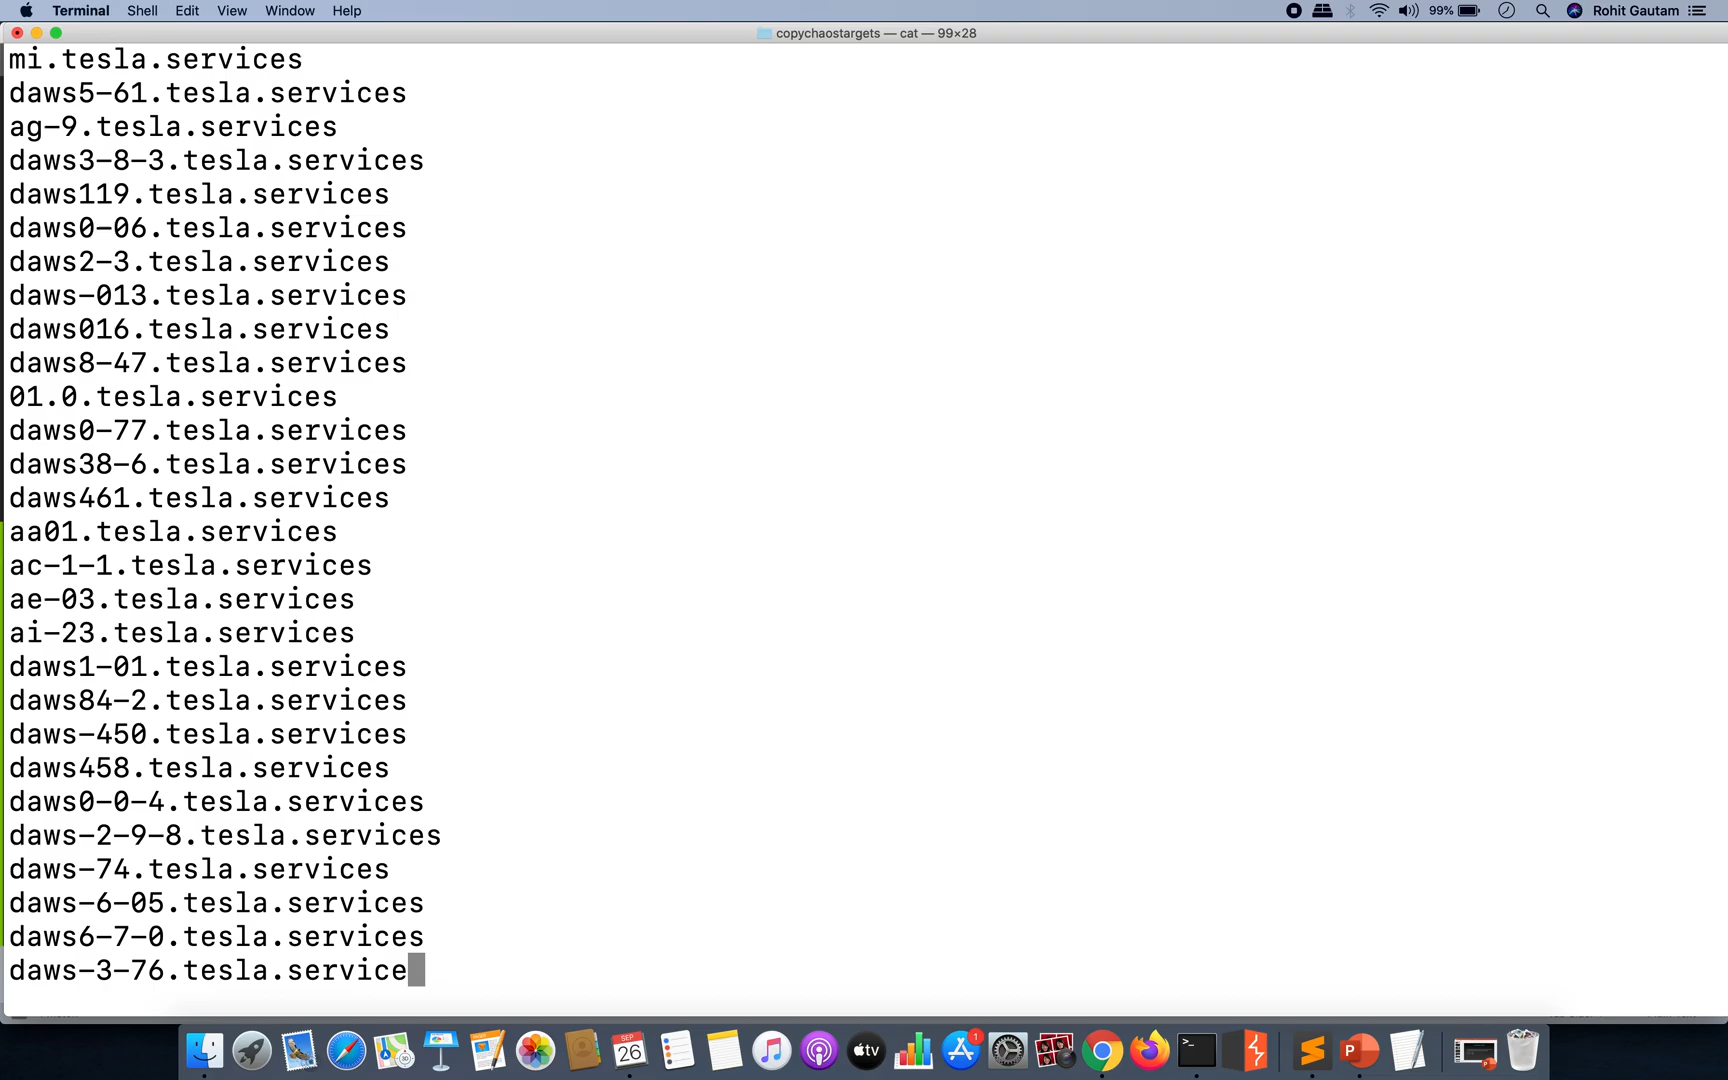 Terminal Shell Edit View Window Help 99% Rohit Gautam
copychaostargets — cat — 99×28
mi.tesla.services
daws5-61.tesla.services
ag-9.tesla.services
daws3-8-3.tesla.services
daws119.tesla.services
daws0-06.tesla.services
daws2-3.tesla.services
daws-013.tesla.services
daws016.tesla.services
daws8-47.tesla.services
01.0.tesla.services
daws0-77.tesla.services
daws38-6.tesla.services
daws461.tesla.services
aa01.tesla.services
ac-1-1.tesla.services
ae-03.tesla.services
ai-23.tesla.services
daws1-01.tesla.services
daws84-2.tesla.services
daws-450.tesla.services
daws458.tesla.services
daws0-0-4.tesla.services
daws-2-9-8.tesla.services
daws-74.tesla.services
daws-6-05.tesla.services
daws6-7-0.tesla.services
daws-3-76.tesla.service
SEP
26
tv
1
P